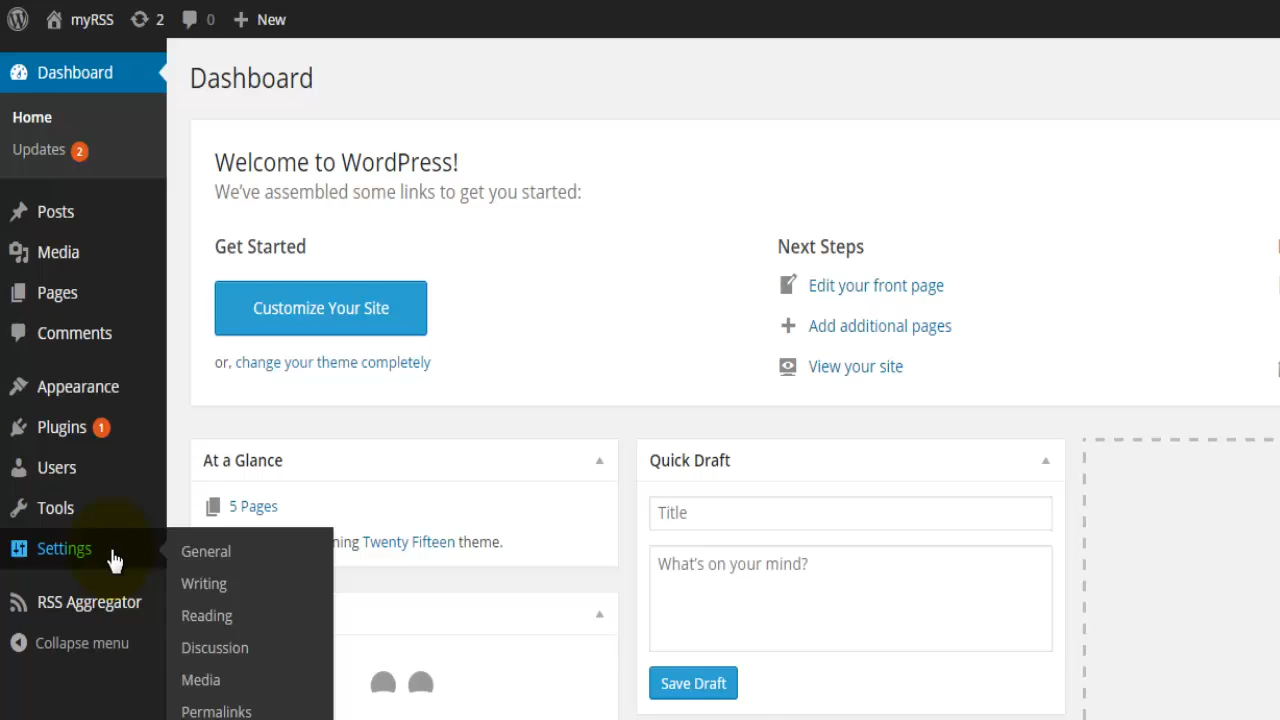 myRSS 2 0 New
Dashboard
Home
Updates 2
Posts
Media
Pages
Comments
Appearance
Plugins 1
Users
Tools
Settings
RSS Aggregator
Collapse menu
General
Writing
Reading
Discussion
Media
Permalinks
Dashboard
Welcome to WordPress!
We've assembled some links to get you started:
Get Started
Customize Your Site
or, change your theme completely
Next Steps
Edit your front page
Add additional pages
View your site
At a Glance
5 Pages
ning Twenty Fifteen theme.
Quick Draft
Title
What's on your mind?
Save Draft